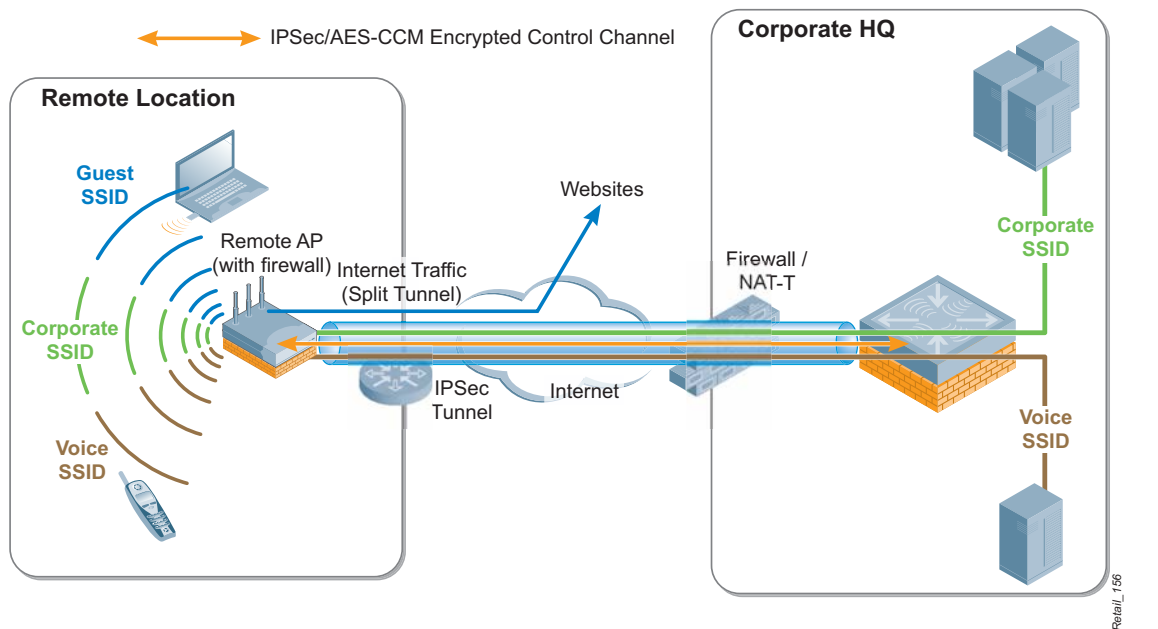 IPSec/AES-CCM Encrypted Control Channel
Corporate HQ
Remote Location
Guest
SSID
Websites
Remote AP
(with firewall)
Internet Traffic
(Split Tunnel)
Firewall /
NAT-T
Corporate
SSID
Corporate
SSID
IPSec
Tunnel
Internet
Voice
SSID
Voice
SSID
Retail_156